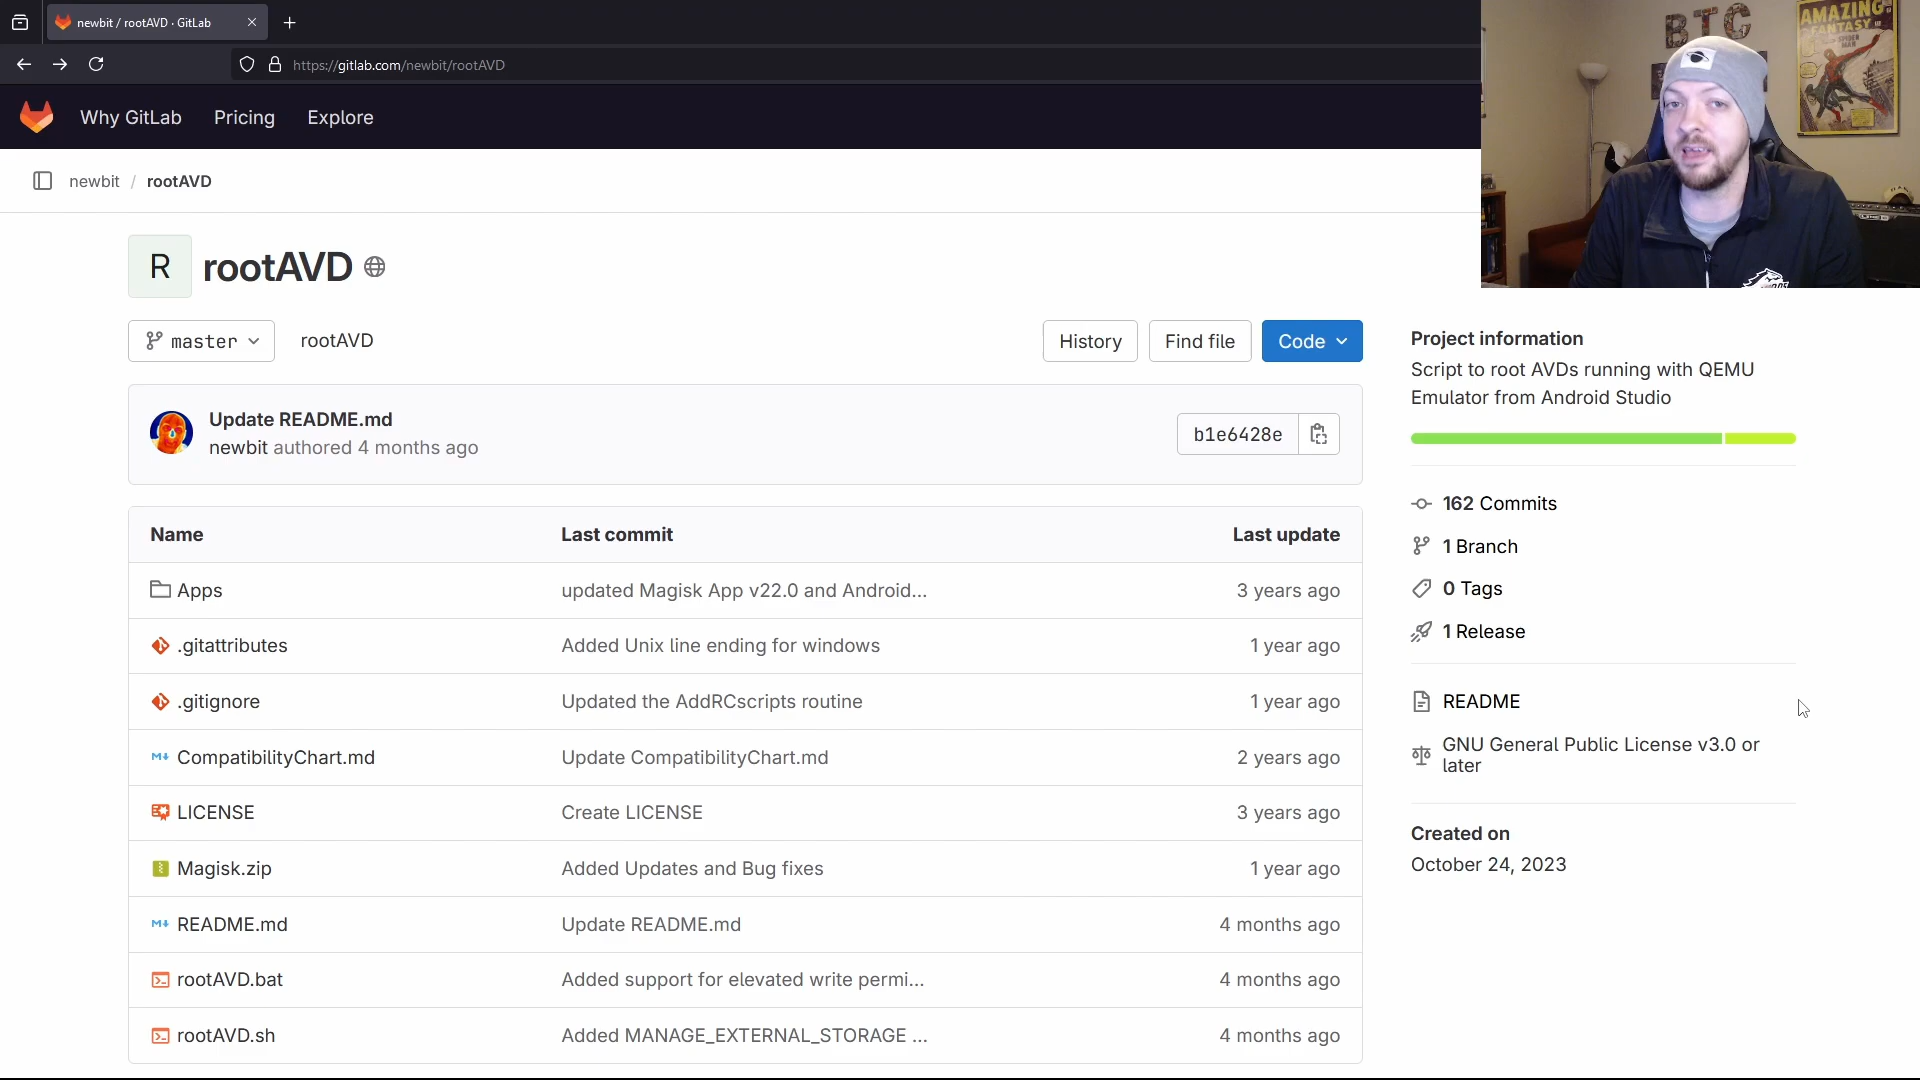 newbit / rootAVD · GitLab
https://gitlab.com/newbit/rootAVD
Why GitLab Pricing Explore
newbit / rootAVD
R rootAVD
master rootAVD History Find file Code
Update README.md
newbit authored 4 months ago
b1e6428e
Name Last commit Last update
Apps updated Magisk App v22.0 and Android... 3 years ago
.gitattributes Added Unix line ending for windows 1 year ago
.gitignore Updated the AddRCscripts routine 1 year ago
CompatibilityChart.md Update CompatibilityChart.md 2 years ago
LICENSE Create LICENSE 3 years ago
Magisk.zip Added Updates and Bug fixes 1 year ago
README.md Update README.md 4 months ago
rootAVD.bat Added support for elevated write permi... 4 months ago
rootAVD.sh Added MANAGE_EXTERNAL_STORAGE ... 4 months ago
Project information
Script to root AVDs running with QEMU
Emulator from Android Studio
162 Commits
1 Branch
0 Tags
1 Release
README
GNU General Public License v3.0 or
later
Created on
October 24, 2023
BTC
AMAZING
FANTASY